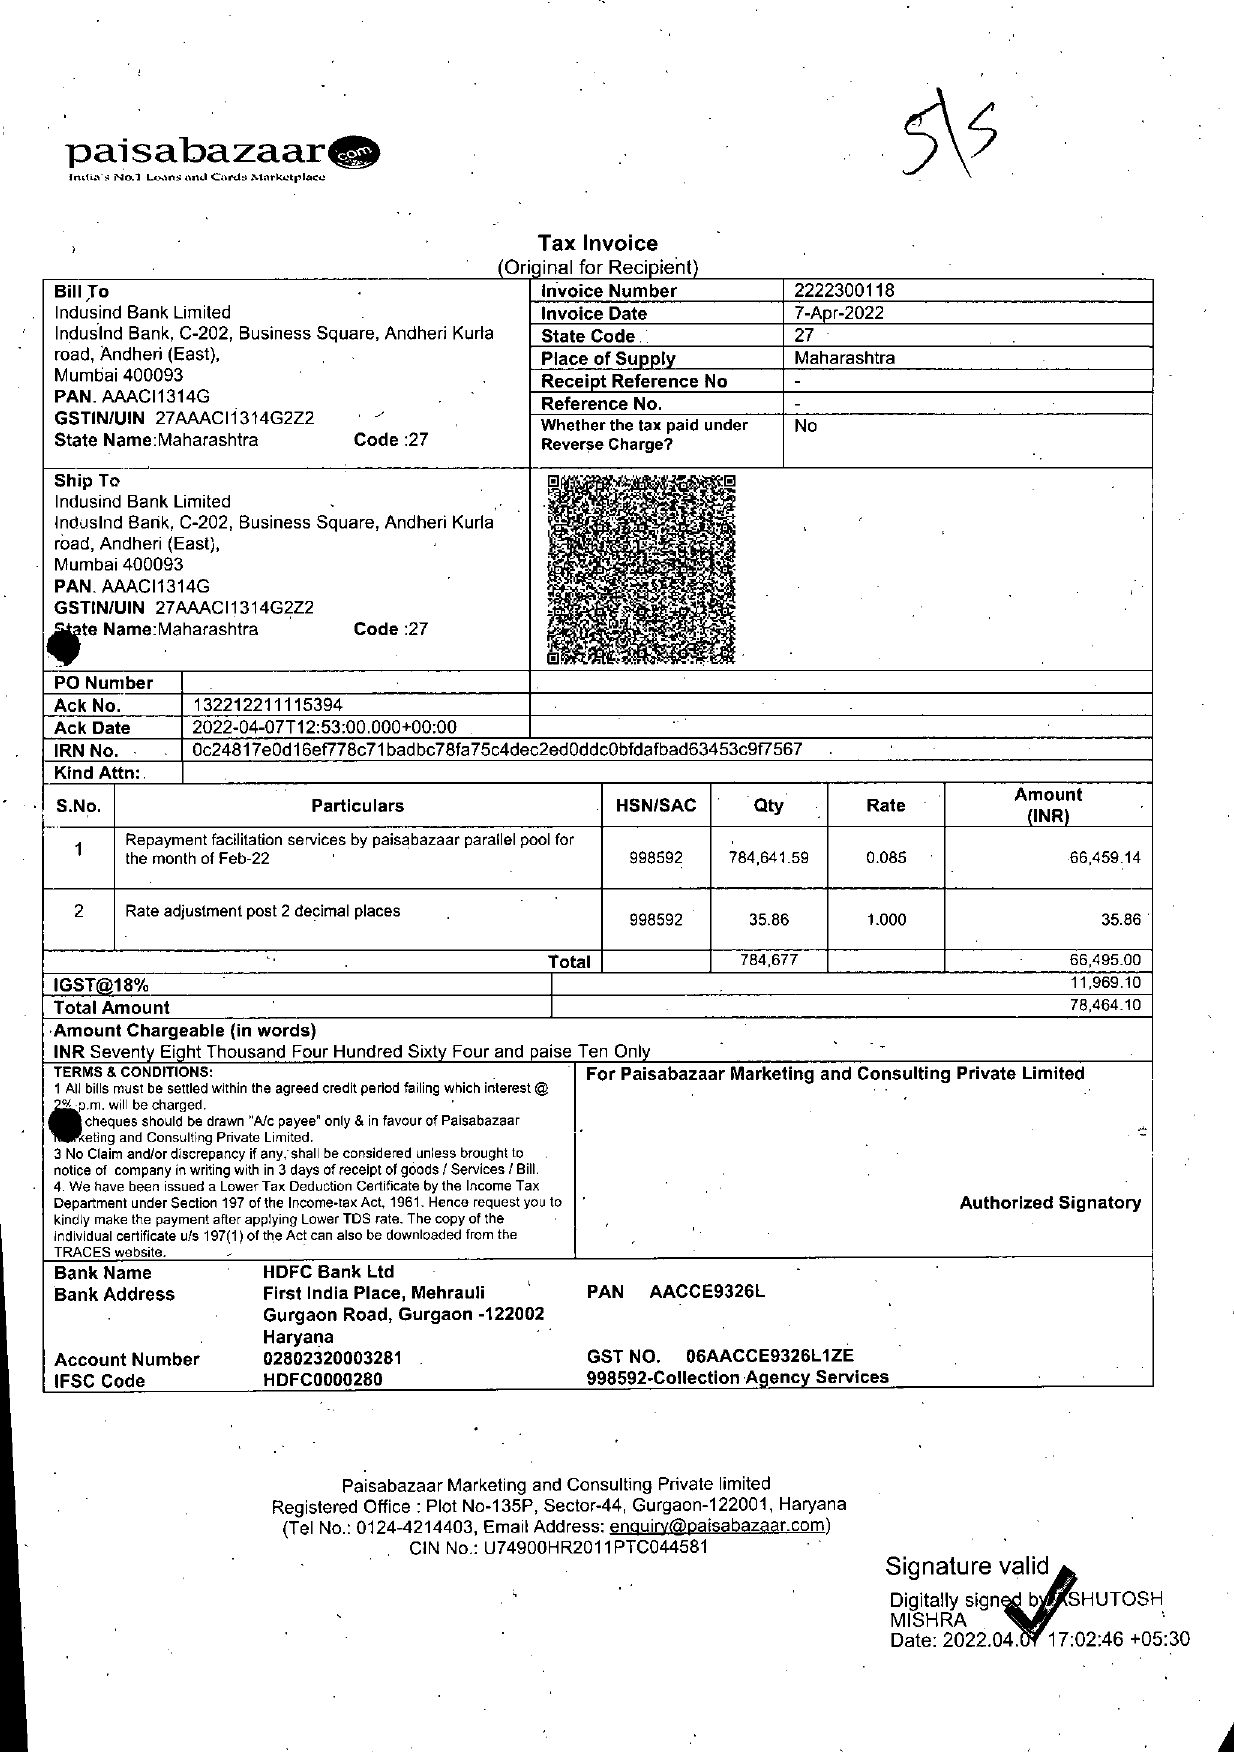 5\5
paisabazaar.com
India's No.1 Loans and Cards Marketplace
Tax Invoice
(Original for Recipient)
Bill To
Indusind Bank Limited
IndusInd Bank, C-202, Business Square, Andheri Kurla
road, Andheri (East),
Mumbai 400093
PAN. AAACI1314G
GSTIN/UIN 27AAACI1314G2Z2
State Name:Maharashtra Code :27
Invoice Number 2222300118
Invoice Date 7-Apr-2022
State Code 27
Place of Supply Maharashtra
Receipt Reference No -
Reference No. -
Whether the tax paid under No
Reverse Charge?
Ship To
Indusind Bank Limited
IndusInd Bank, C-202, Business Square, Andheri Kurla
road, Andheri (East),
Mumbai 400093
PAN. AAACI1314G
GSTIN/UIN 27AAACI1314G2Z2
State Name:Maharashtra Code :27
PO Number
Ack No. 132212211115394
Ack Date 2022-04-07T12:53:00.000+00:00
IRN No. 0c24817e0d16ef778c71badbc78fa75c4dec2ed0ddc0bfdafbad63453c9f7567
Kind Attn:
S.No. Particulars HSN/SAC Qty Rate Amount (INR)
1 Repayment facilitation services by paisabazaar parallel pool for
the month of Feb-22 998592 784,641.59 0.085 66,459.14
2 Rate adjustment post 2 decimal places 998592 35.86 1.000 35.86
Total 784,677 66,495.00
IGST@18% 11,969.10
Total Amount 78,464.10
Amount Chargeable (in words)
INR Seventy Eight Thousand Four Hundred Sixty Four and paise Ten Only
TERMS & CONDITIONS:
1 All bills must be settled within the agreed credit period failing which interest @
2% p.m. will be charged.
cheques should be drawn "A/c payee" only & in favour of Paisabazaar
Marketing and Consulting Private Limited.
3 No Claim and/or discrepancy if any, shall be considered unless brought to
notice of company in writing with in 3 days of receipt of goods / Services / Bill.
4. We have been issued a Lower Tax Deduction Certificate by the Income Tax
Department under Section 197 of the Income-tax Act, 1961. Hence request you to
kindly make the payment after applying Lower TDS rate. The copy of the
individual certificate u/s 197(1) of the Act can also be downloaded from the
TRACES website.
For Paisabazaar Marketing and Consulting Private Limited
Authorized Signatory
Bank Name HDFC Bank Ltd
Bank Address First India Place, Mehrauli
Gurgaon Road, Gurgaon -122002
Haryana
Account Number 02802320003281
IFSC Code HDFC0000280
PAN AACCE9326L
GST NO. 06AACCE9326L1ZE
998592-Collection Agency Services
Paisabazaar Marketing and Consulting Private limited
Registered Office : Plot No-135P, Sector-44, Gurgaon-122001, Haryana
(Tel No.: 0124-4214403, Email Address: enquiry@paisabazaar.com)
CIN No.: U74900HR2011PTC044581
Signature valid
Digitally signed by ASHUTOSH
MISHRA
Date: 2022.04.07 17:02:46 +05:30